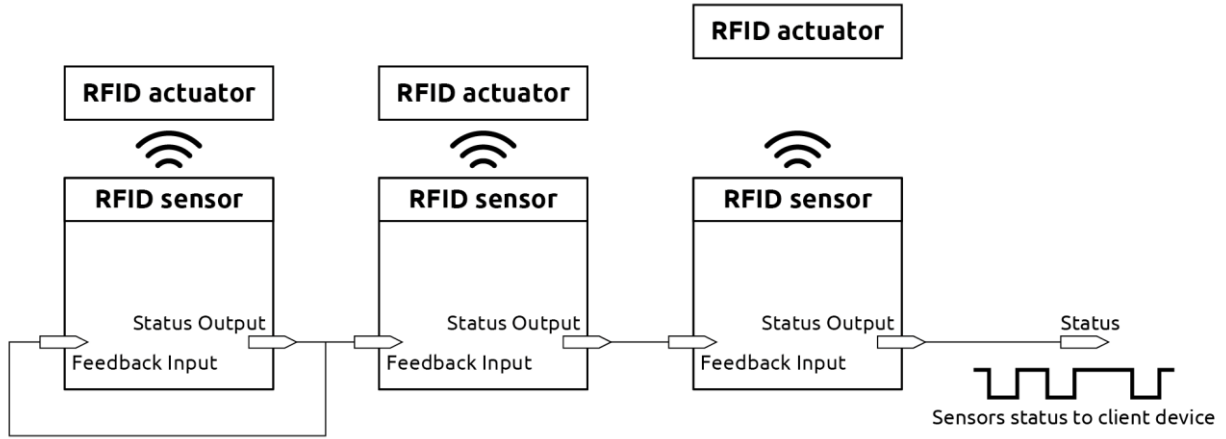 RFID actuator
RFID actuator
RFID actuator
RFID sensor
RFID sensor
RFID sensor
Status Output
Feedback Input
Status Output
Feedback Input
Status Output
Feedback Input
Status
Sensors status to client device